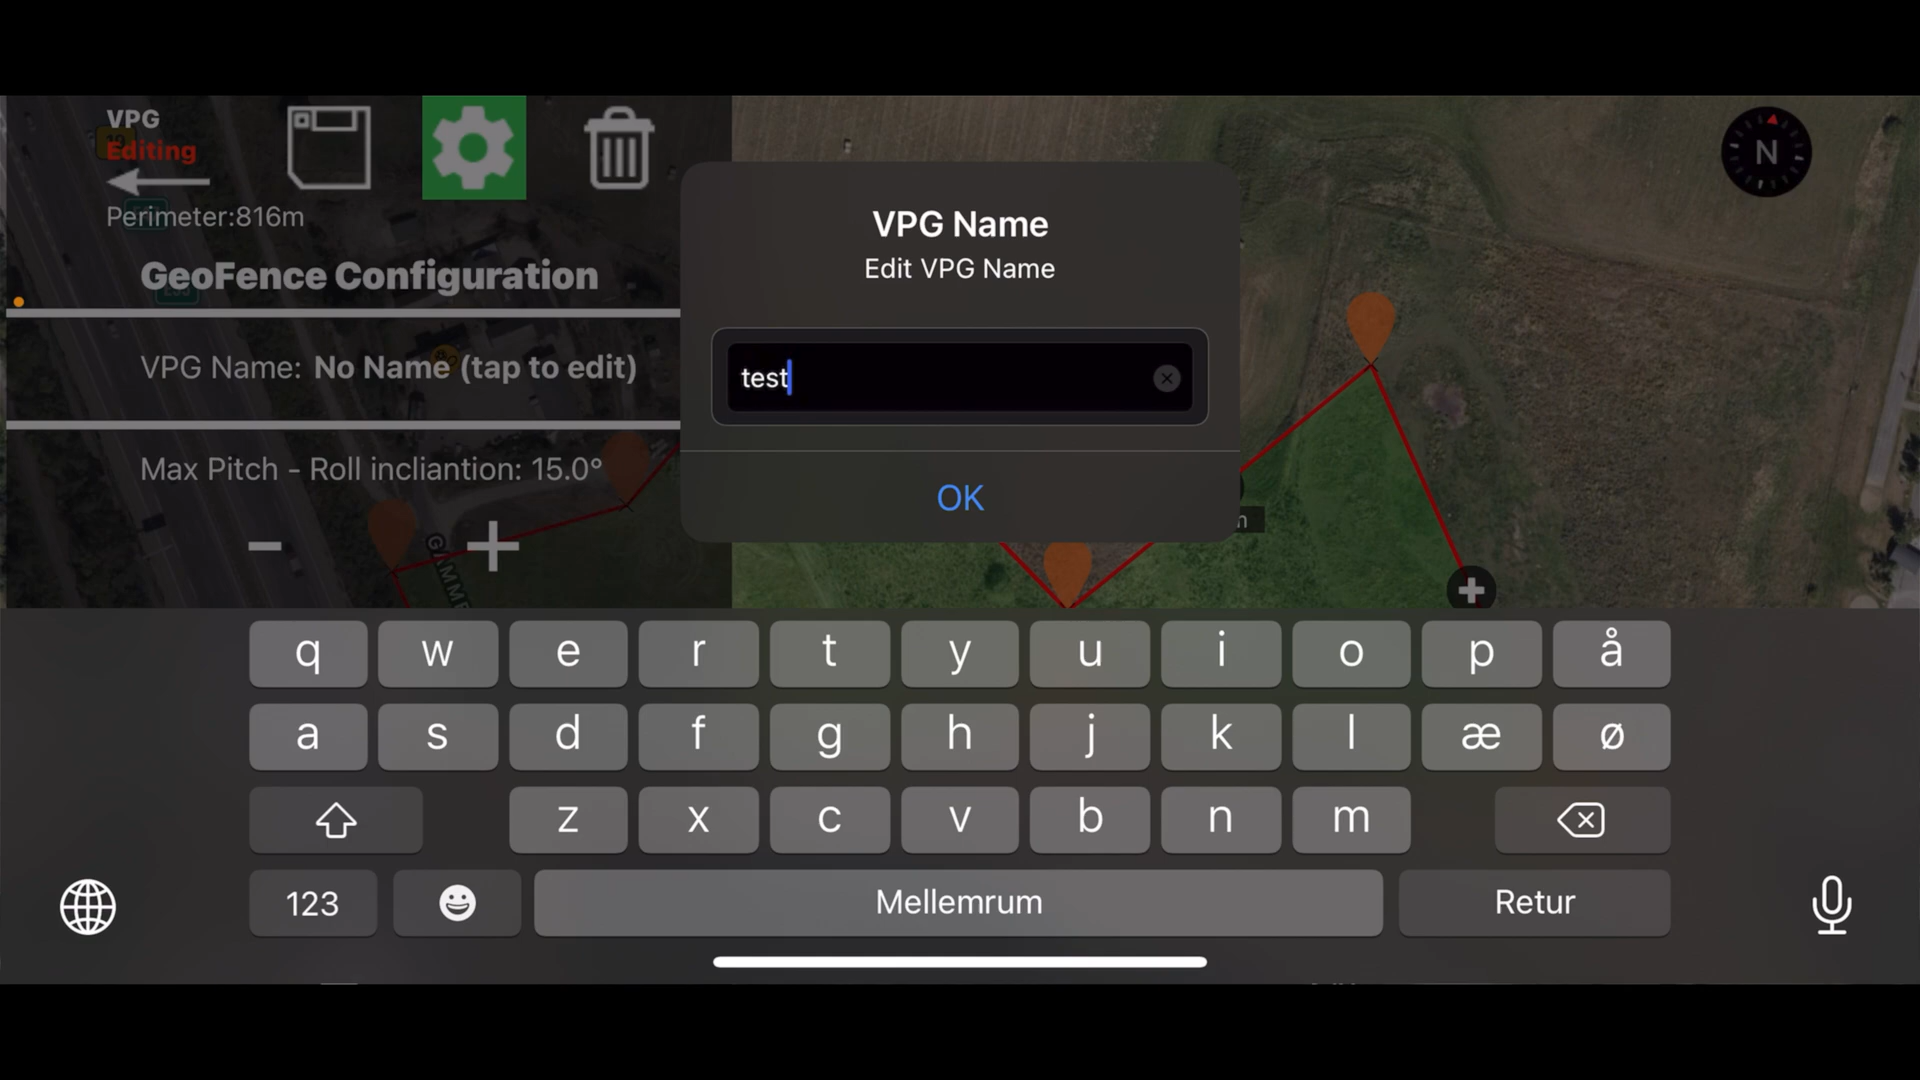 VPG
Editing
Perimeter:816m
GeoFence Configuration
VPG Name: No Name (tap to edit)
Max Pitch - Roll incliantion: 15.0°
N
VPG Name
Edit VPG Name
test
OK
q w e r t y u i o p å
a s d f g h j k l æ ø
z x c v b n m
123
Mellemrum
Retur